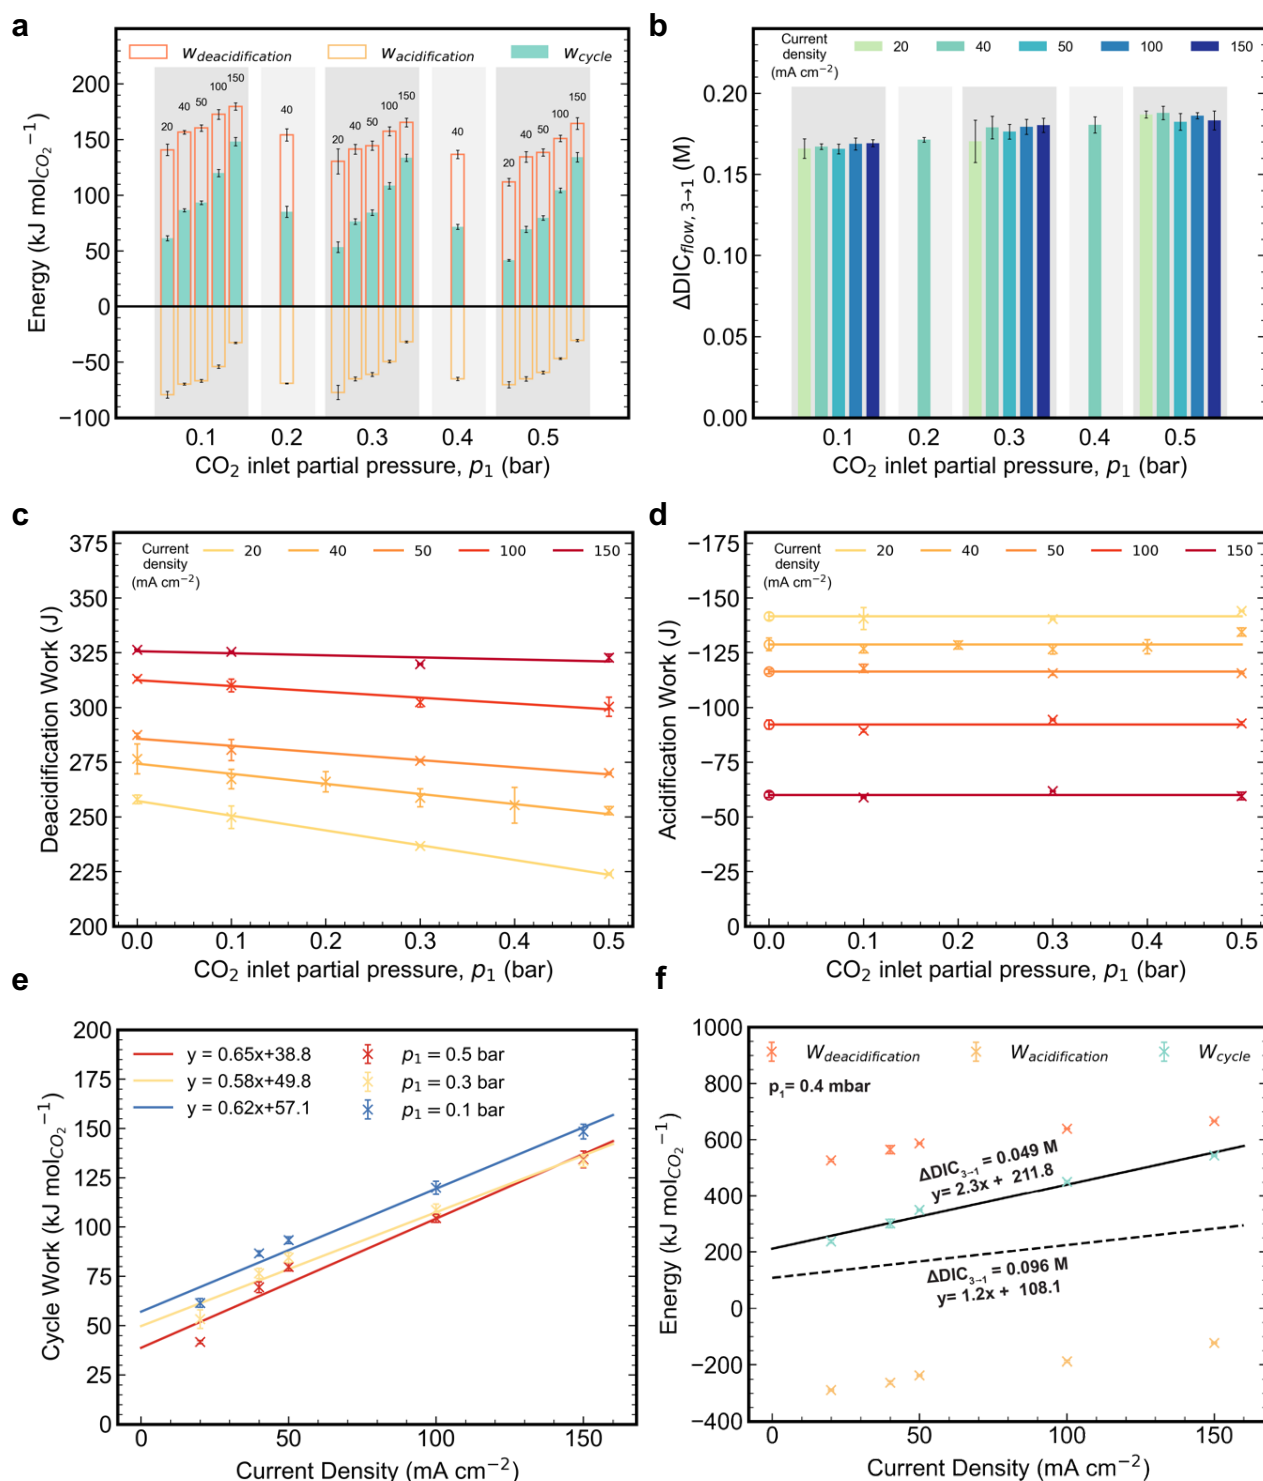 a
w_deacidification w_acidification w_cycle
Energy (kJ mol_CO2^−1)
200
150
100
50
0
−50
−100
20 40 50 100 150
40
20 40 50 100 150
40
20 40 50 100 150
0.1 0.2 0.3 0.4 0.5
CO2 inlet partial pressure, p1 (bar)
b
Current density (mA cm^−2) 20 40 50 100 150
ΔDIC_flow, 3→1 (M)
0.20
0.15
0.10
0.05
0.00
0.1 0.2 0.3 0.4 0.5
CO2 inlet partial pressure, p1 (bar)
c
Current density (mA cm^−2) 20 40 50 100 150
Deacidification Work (J)
375
350
325
300
275
250
225
200
0.0 0.1 0.2 0.3 0.4 0.5
CO2 inlet partial pressure, p1 (bar)
d
Current density (mA cm^−2) 20 40 50 100 150
Acidification Work (J)
−175
−150
−125
−100
−75
−50
−25
0
0.0 0.1 0.2 0.3 0.4 0.5
CO2 inlet partial pressure, p1 (bar)
e
y = 0.65x+38.8 p1 = 0.5 bar
y = 0.58x+49.8 p1 = 0.3 bar
y = 0.62x+57.1 p1 = 0.1 bar
Cycle Work (kJ mol_CO2^−1)
200
175
150
125
100
75
50
25
0
0 50 100 150
Current Density (mA cm^−2)
f
W_deacidification W_acidification W_cycle
p1= 0.4 mbar
ΔDIC3→1 = 0.049 M
y= 2.3x + 211.8
ΔDIC3→1 = 0.096 M
y= 1.2x + 108.1
Energy (kJ mol_CO2^−1)
1000
800
600
400
200
0
−200
−400
0 50 100 150
Current Density (mA cm^−2)